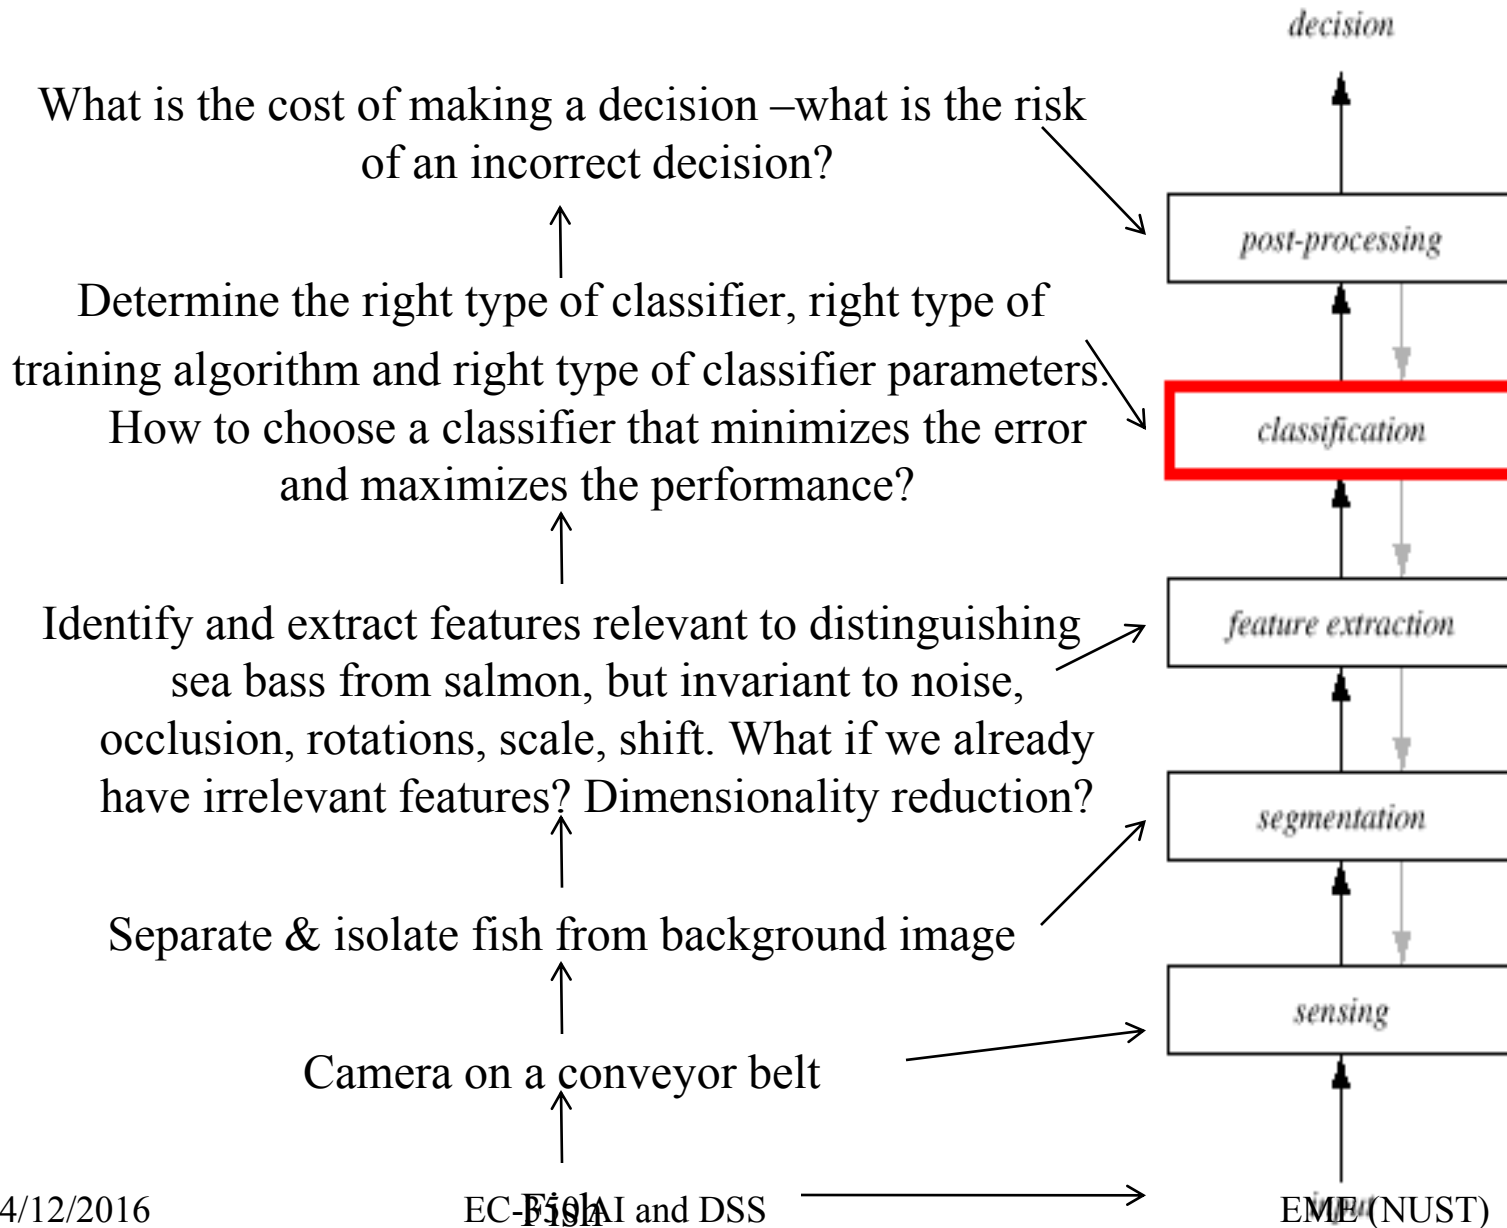 decision
What is the cost of making a decision –what is the risk
of an incorrect decision?
post-processing
Determine the right type of classifier, right type of
training algorithm and right type of classifier parameters.
How to choose a classifier that minimizes the error
and maximizes the performance?
classification
Identify and extract features relevant to distinguishing
sea bass from salmon, but invariant to noise,
occlusion, rotations, scale, shift. What if we already
have irrelevant features? Dimensionality reduction?
feature extraction
segmentation
Separate & isolate fish from background image
sensing
Camera on a conveyor belt
Fish
input
4/12/2016
EC-350 AI and DSS
EME (NUST)